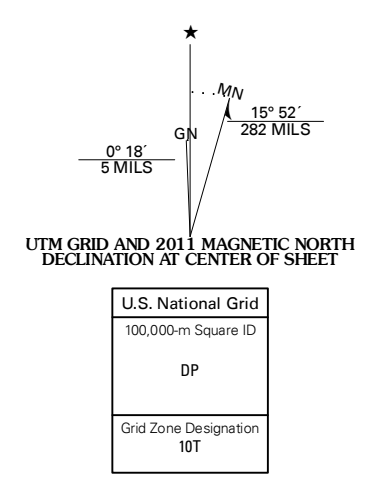 ★
MN
15° 52´
282 MILS
GN
0° 18´
5 MILS
UTM GRID AND 2011 MAGNETIC NORTH
DECLINATION AT CENTER OF SHEET
U.S. National Grid
100,000-m Square ID
DP
Grid Zone Designation
10T